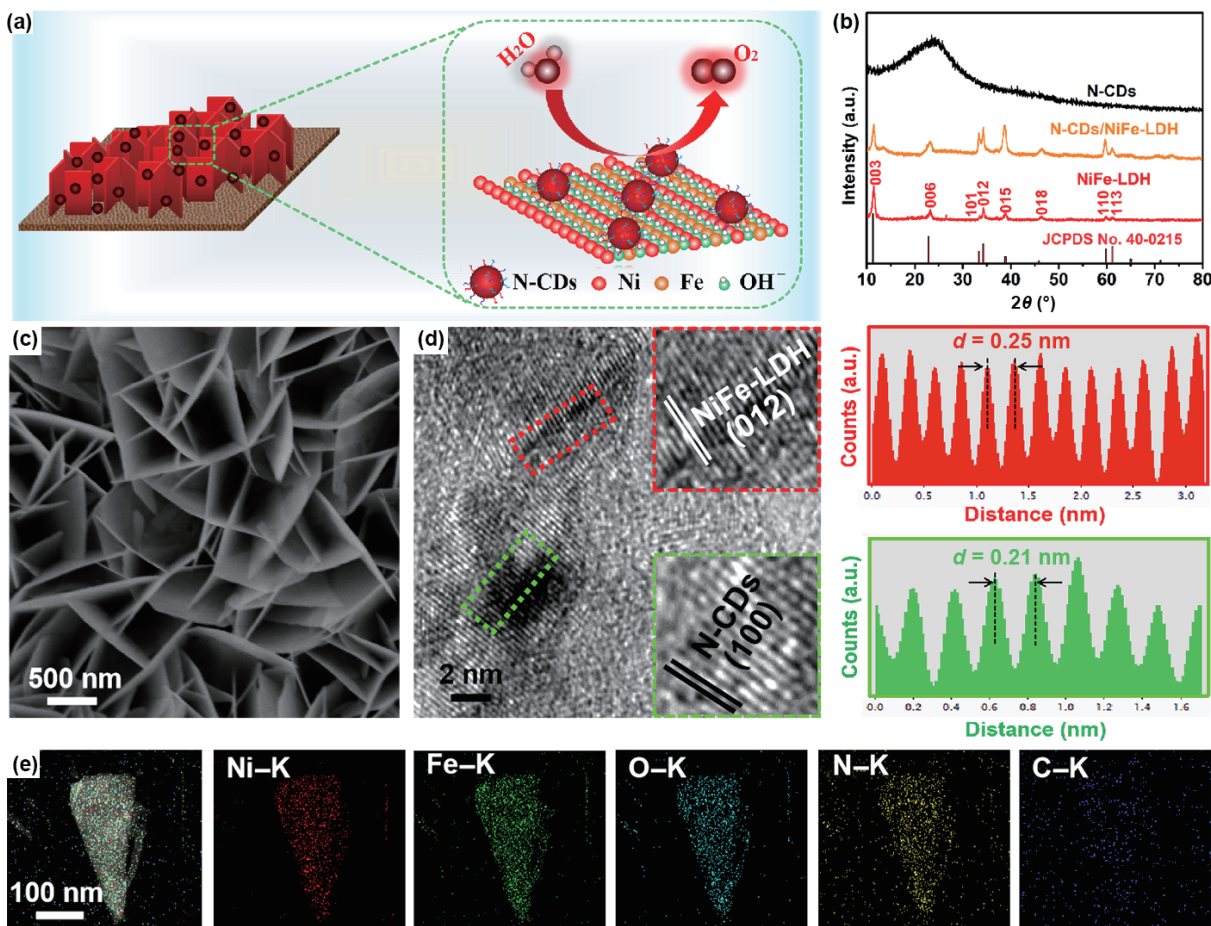 (a)
H₂O
O₂
N-CDs Ni Fe OH⁻
(b)
Intensity (a.u.)
N-CDs
N-CDs/NiFe-LDH
NiFe-LDH
003
006
101
012
015
018
110
113
JCPDS No. 40-0215
10 20 30 40 50 60 70 80
2θ (°)
(c)
500 nm
(d)
2 nm
NiFe-LDH
(012)
N-CDs
(100)
d = 0.25 nm
Counts (a.u.)
0.0 0.5 1.0 1.5 2.0 2.5 3.0
Distance (nm)
d = 0.21 nm
Counts (a.u.)
0.0 0.2 0.4 0.6 0.8 1.0 1.2 1.4 1.6
Distance (nm)
(e)
100 nm
Ni–K
Fe–K
O–K
N–K
C–K